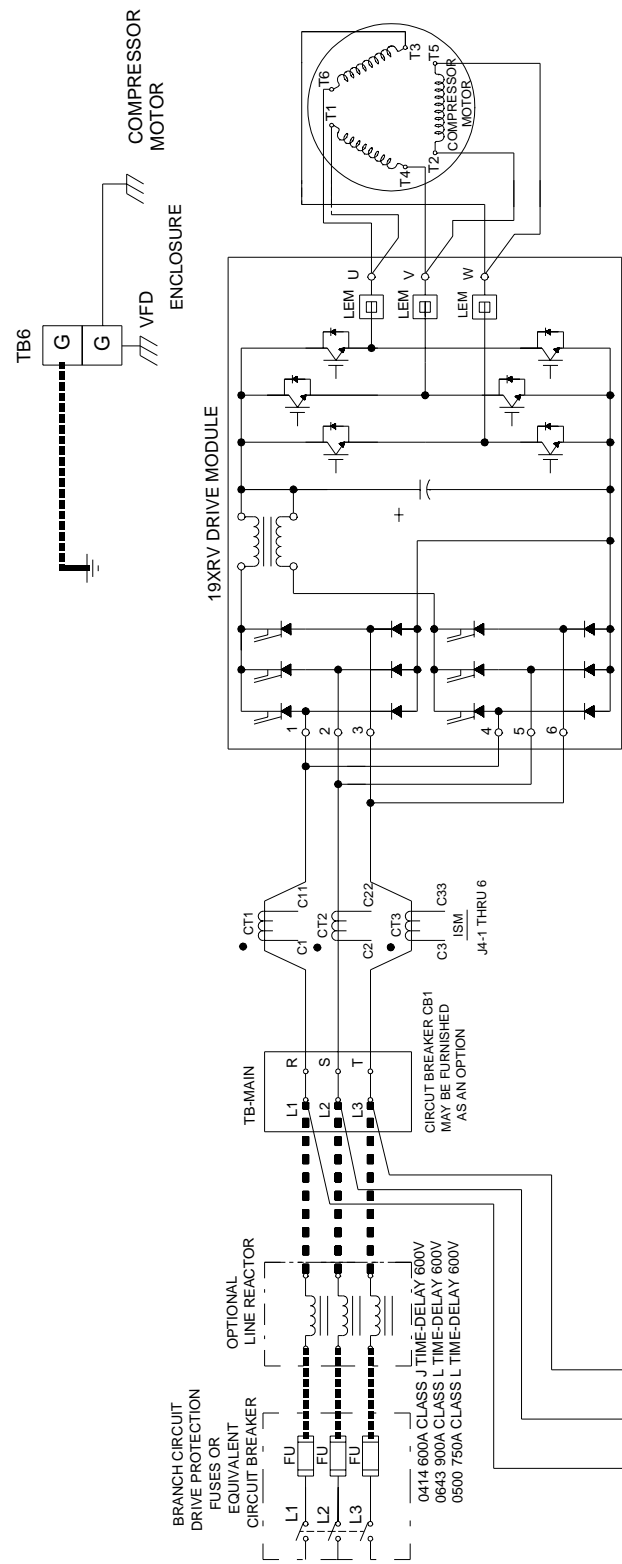 BRANCH CIRCUIT
DRIVE PROTECTION
FUSES OR
EQUIVALENT
CIRCUIT BREAKER
L1
L2
L3
FU
FU
FU
0414 600A CLASS J TIME-DELAY 600V
0643 900A CLASS L TIME-DELAY 600V
0500 750A CLASS L TIME-DELAY 600V
OPTIONAL
LINE REACTOR
TB-MAIN
L1
L2
L3
R
S
T
CIRCUT BREAKER CB1
MAY BE FURNISHED
AS AN OPTION
CT1
C1
C11
CT2
C2
C22
CT3
C3
C33
ISM
J4-1 THRU 6
19XRV DRIVE MODULE
1
2
3
4
5
6
+
LEM
LEM
LEM
U
V
W
T1
T6
T3
T5
T4
T2
COMPRESSOR
MOTOR
TB6
G
G
VFD
ENCLOSURE
COMPRESSOR
MOTOR